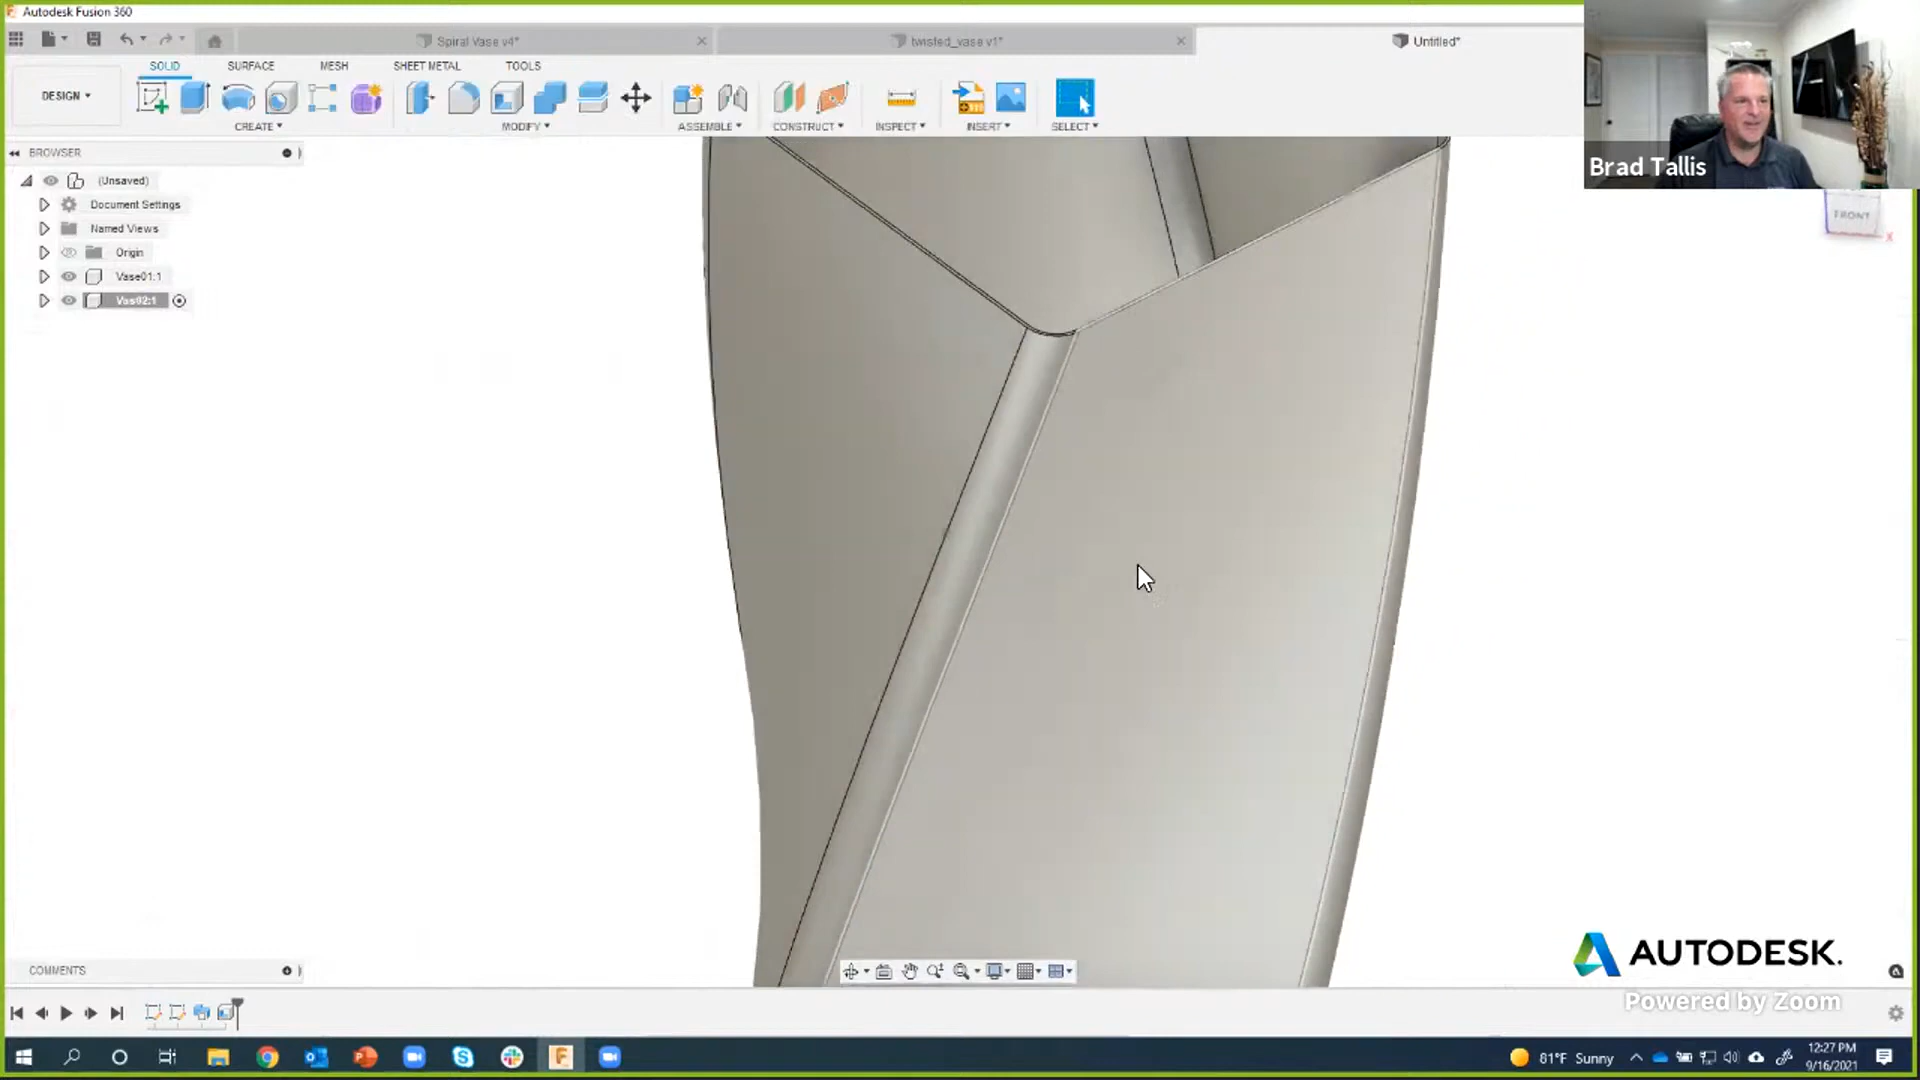 Autodesk Fusion 360
Spiral Vase v4*
twisted_vase v1*
Untitled*
DESIGN
SOLID SURFACE MESH SHEET METAL TOOLS
CREATE MODIFY ASSEMBLE CONSTRUCT INSPECT INSERT SELECT
Brad Tallis
BROWSER
FRONT
X
(Unsaved)
Document Settings
Named Views
Origin
Vase01:1
Vas02:1
COMMENTS
AUTODESK.
Powered by Zoom
81°F Sunny
12:27 PM
9/16/2021